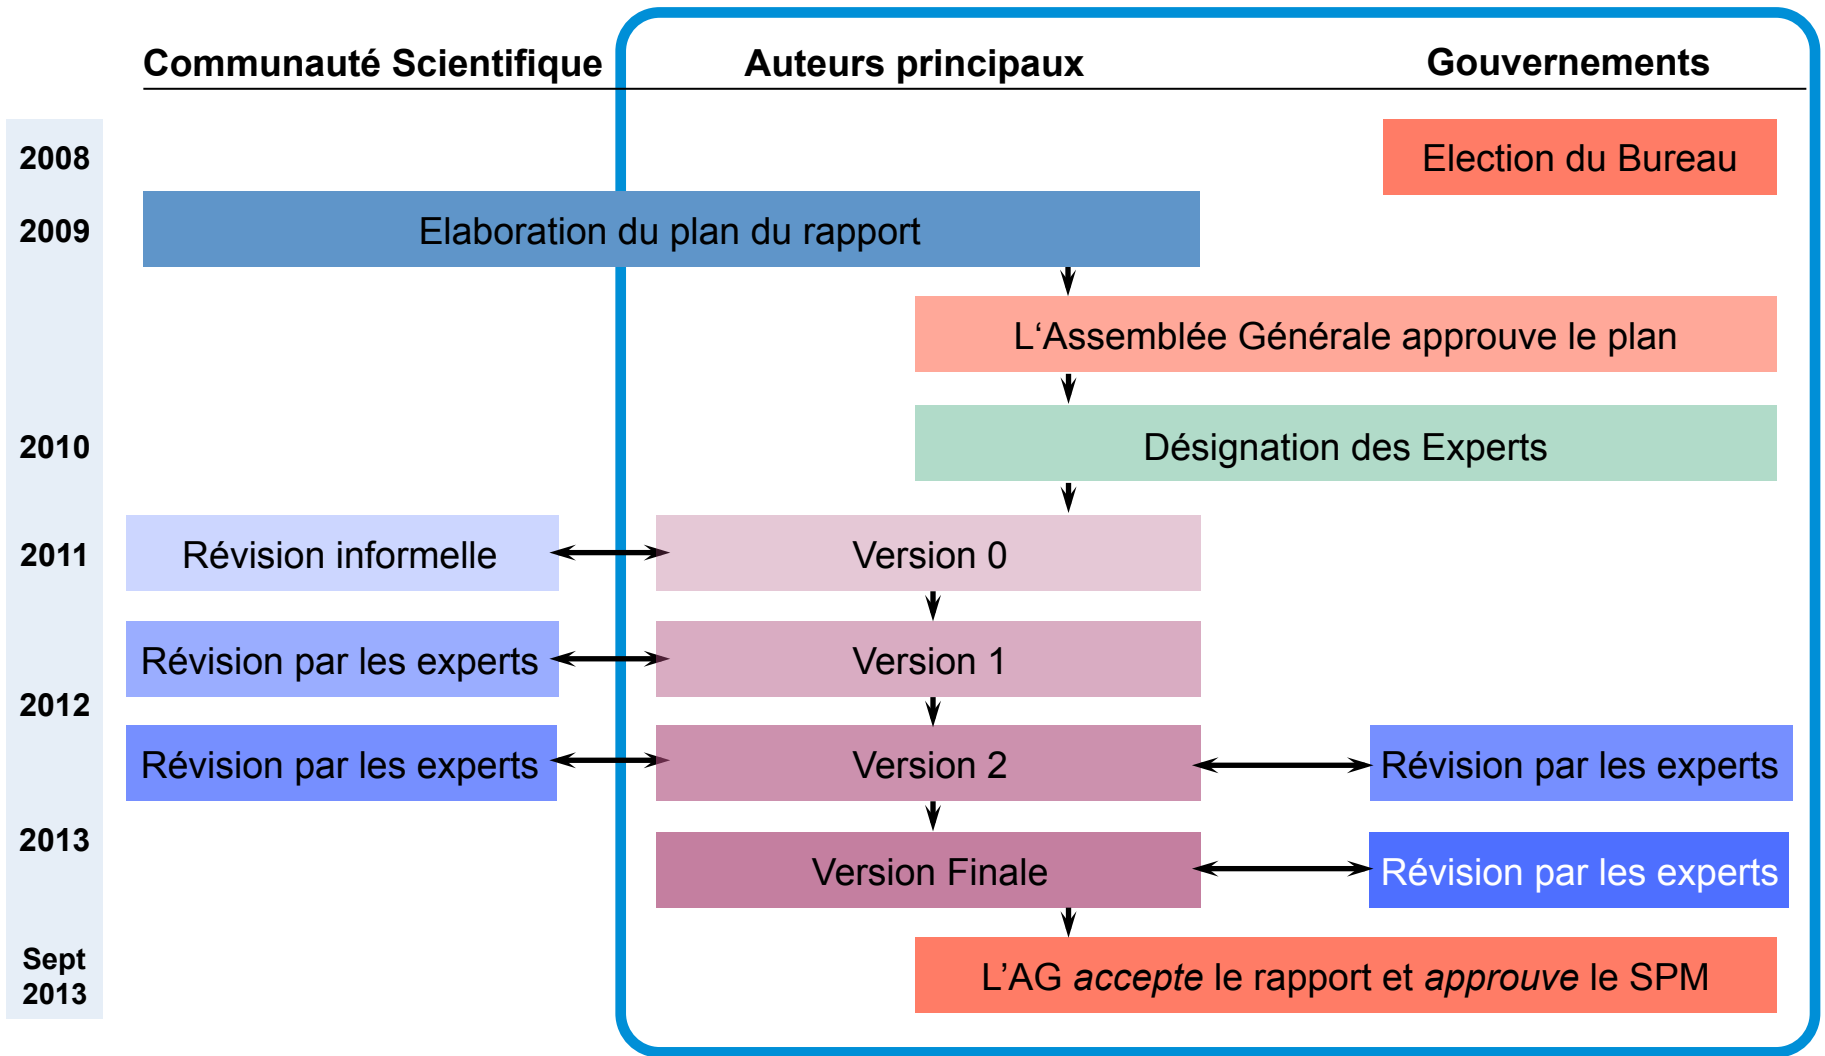 Communauté Scientifique
Auteurs principaux
Gouvernements
2008
Election du Bureau
2009
Elaboration du plan du rapport
L‘Assemblée Générale approuve le plan
2010
Désignation des Experts
2011
Révision informelle
Version 0
Révision par les experts
Version 1
2012
Révision par les experts
Version 2
Révision par les experts
2013
Version Finale
Révision par les experts
Sept
2013
L’AG accepte le rapport et approuve le SPM